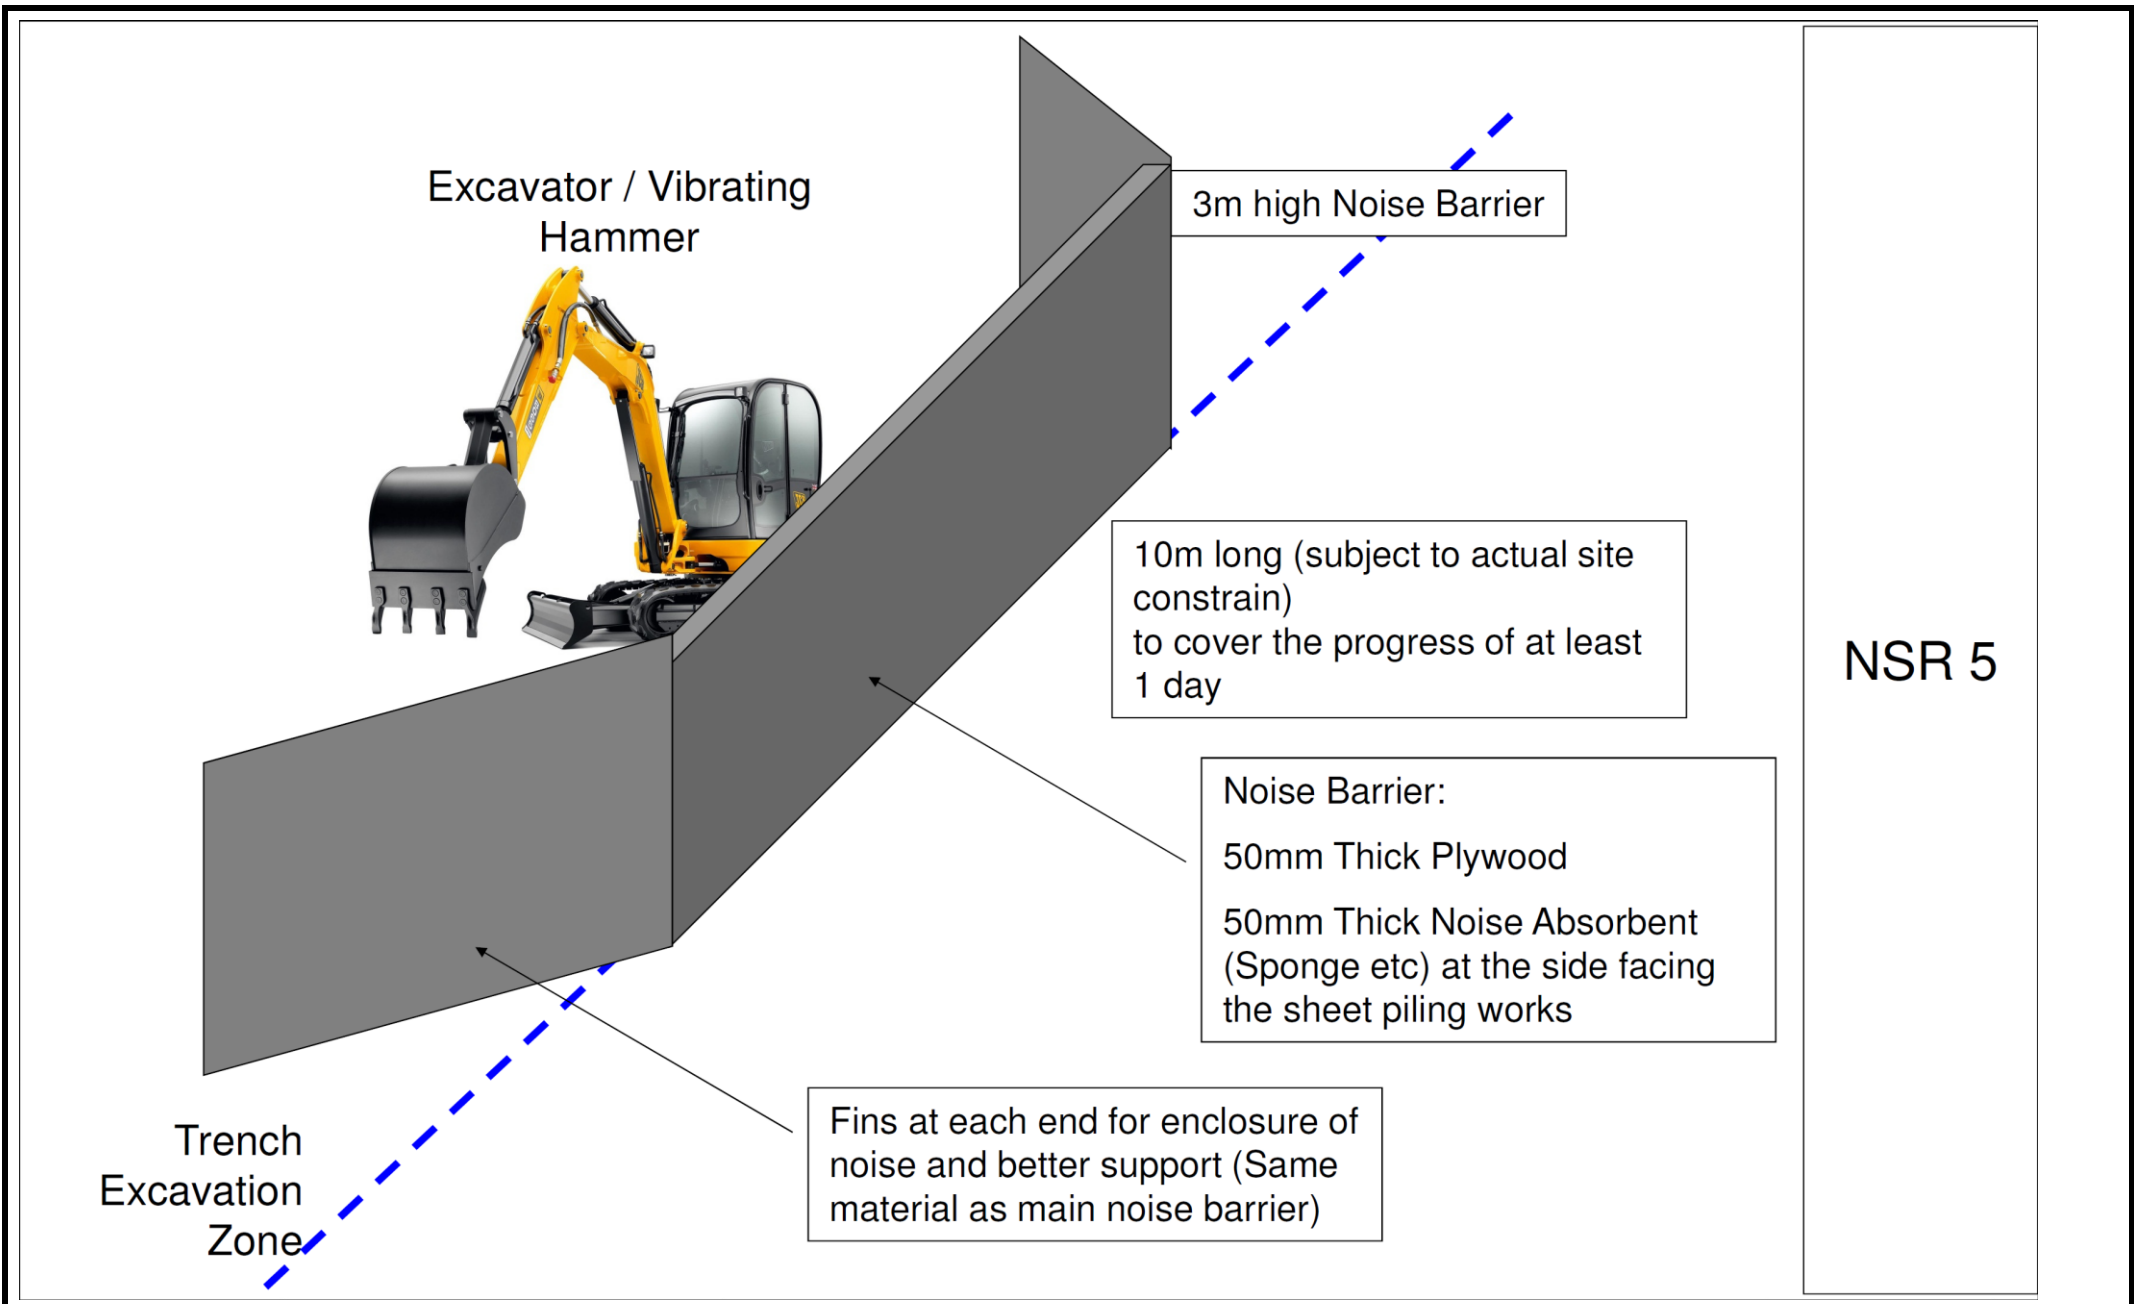 Excavator / Vibrating
Hammer
3m high Noise Barrier
10m long (subject to actual site
constrain)
to cover the progress of at least
1 day
NSR 5
Noise Barrier:
50mm Thick Plywood
50mm Thick Noise Absorbent
(Sponge etc) at the side facing
the sheet piling works
Fins at each end for enclosure of
noise and better support (Same
material as main noise barrier)
Trench
Excavation
Zone